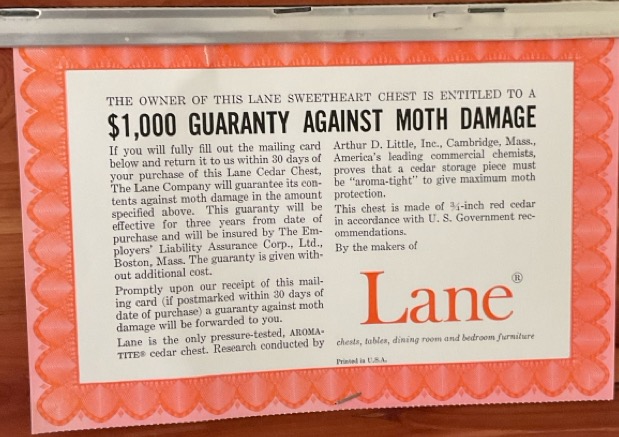 THE OWNER OF THIS LANE SWEETHEART CHEST IS ENTITLED TO A
$1,000 GUARANTY AGAINST MOTH DAMAGE
If you will fully fill out the mailing card
below and return it to us within 30 days of
your purchase of this Lane Cedar Chest,
The Lane Company will guarantee its con-
tents against moth damage in the amount
specified above. This guaranty will be
effective for three years from date of
purchase and will be insured by The Em-
ployers' Liability Assurance Corp., Ltd.,
Boston, Mass. The guaranty is given with-
out additional cost.
Promptly upon our receipt of this mail-
ing card (if postmarked within 30 days of
date of purchase) a guaranty against moth
damage will be forwarded to you.
Lane is the only pressure-tested, AROMA-
TITE® cedar chest. Research conducted by
Arthur D. Little, Inc., Cambridge, Mass.,
America's leading commercial chemists,
proves that a cedar storage piece must
be "aroma-tight" to give maximum moth
protection.
This chest is made of ¾-inch red cedar
in accordance with U. S. Government rec-
ommendations.
By the makers of
Lane®
chests, tables, dining room and bedroom furniture
Printed in U.S.A.